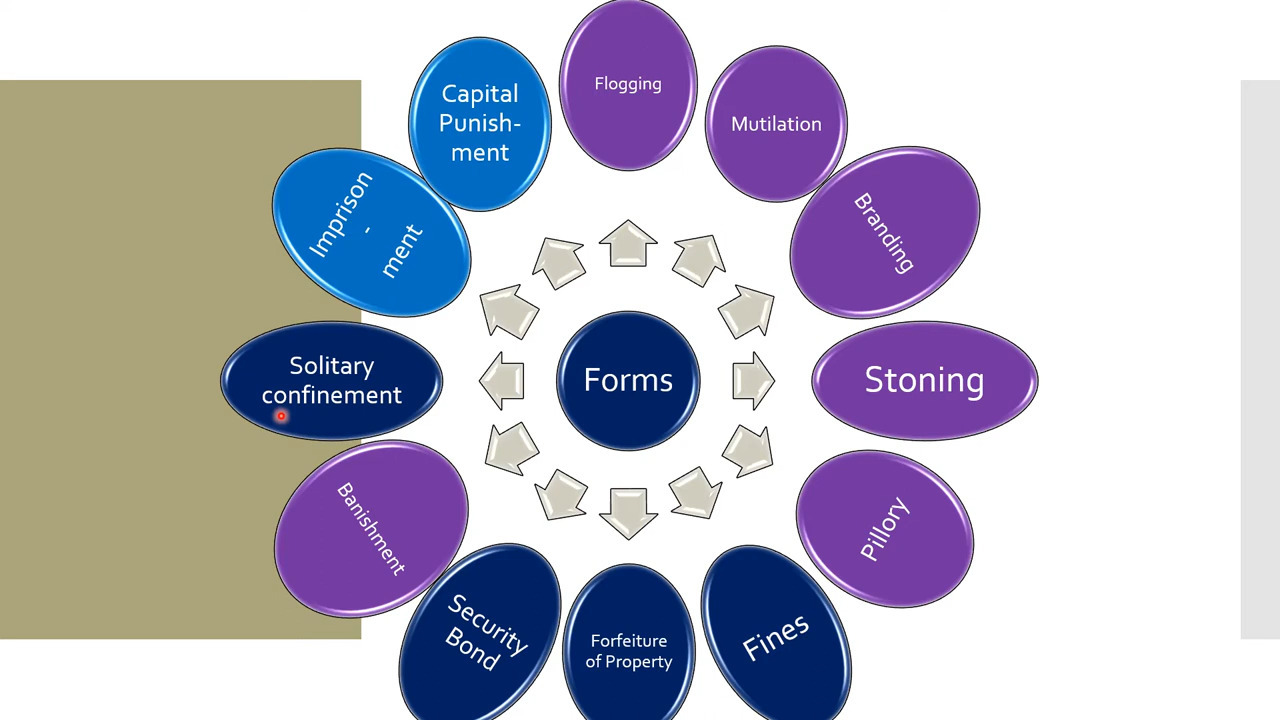 Flogging
Capital
Punish-
ment
Mutilation
Imprison
-
ment
Branding
Solitary
confinement
Forms
Stoning
Banishment
Pillory
Security
Bond
Forfeiture
of Property
Fines